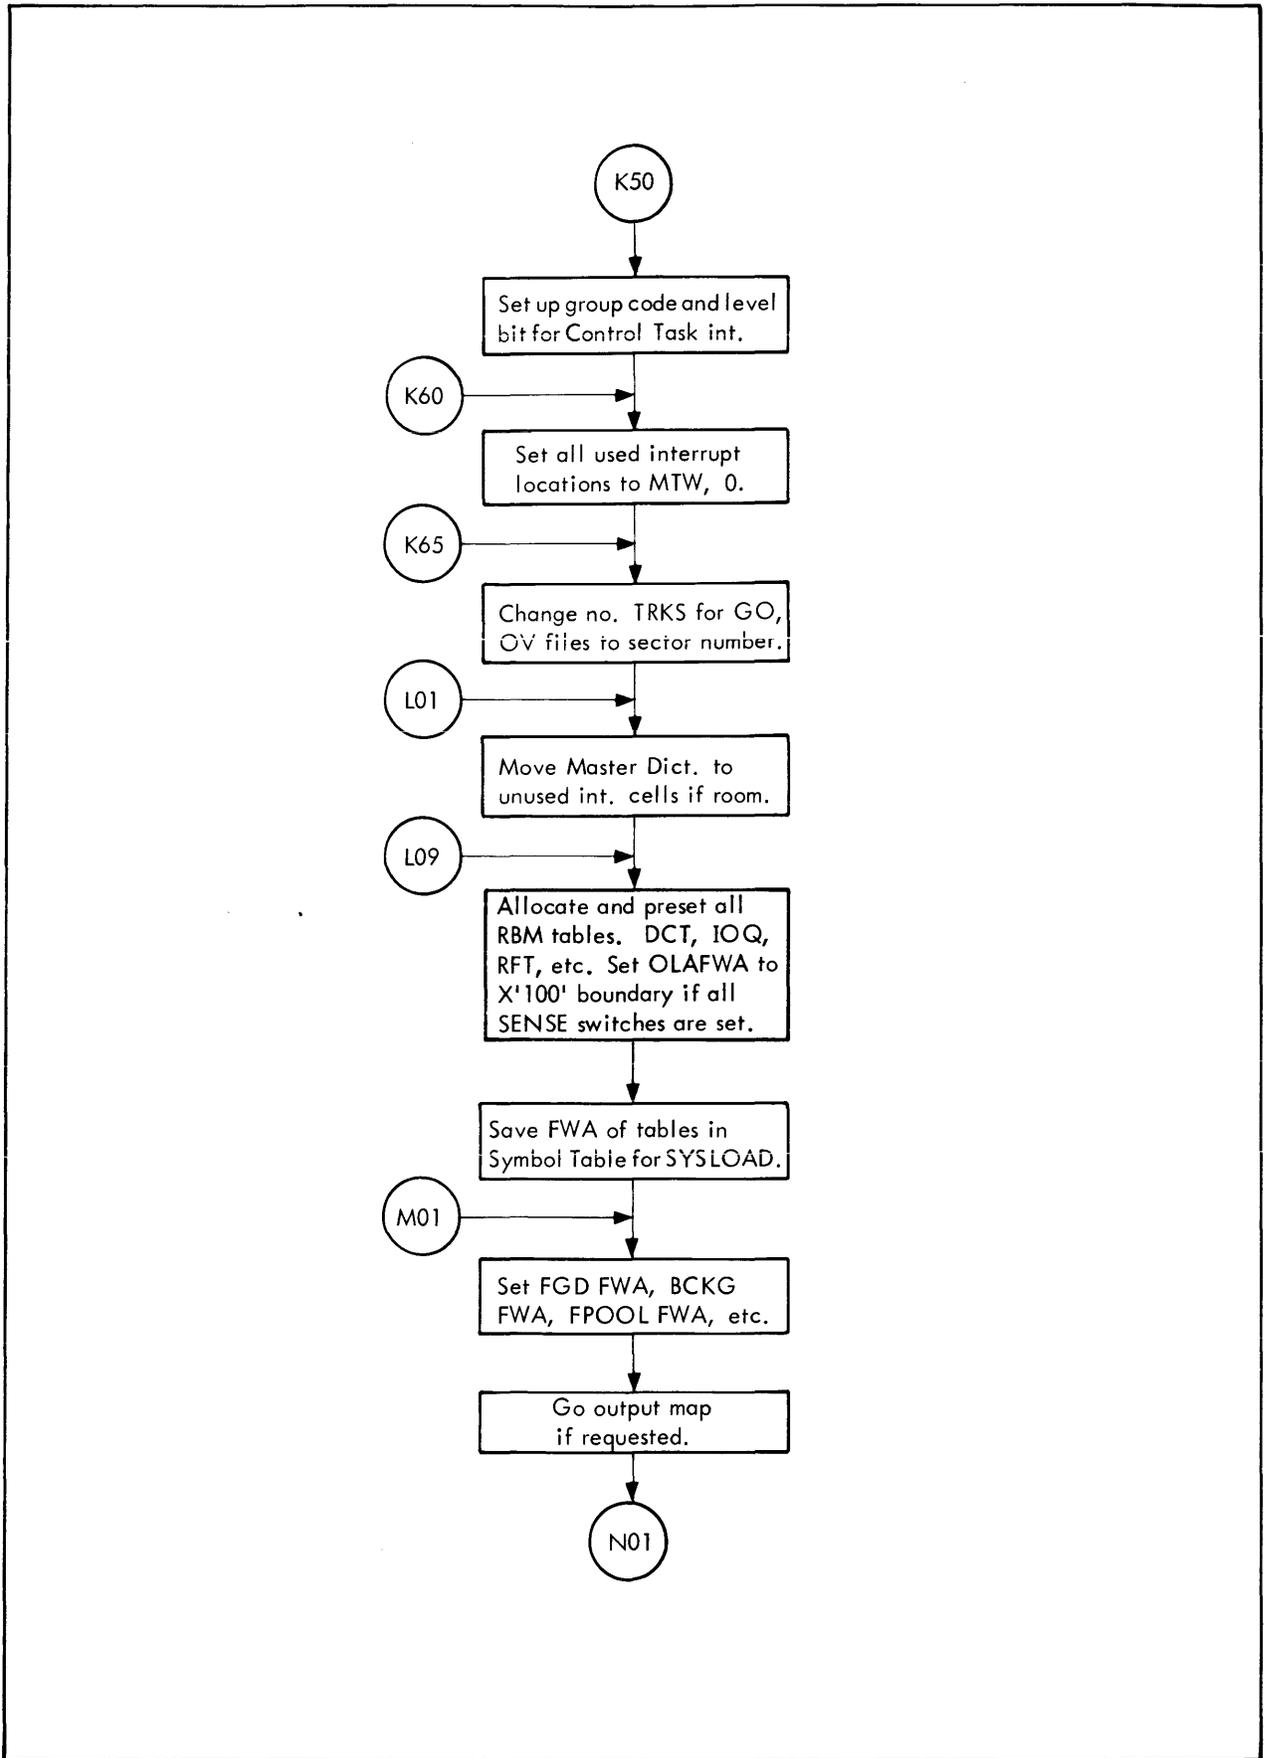 K50
Set up group code and level
bit for Control Task int.
K60
Set all used interrupt
locations to MTW, 0.
K65
Change no. TRKS for GO,
OV files to sector number.
L01
Move Master Dict. to
unused int. cells if room.
L09
Allocate and preset all
RBM tables. DCT, IOQ,
RFT, etc. Set OLAFWA to
X'100' boundary if all
SENSE switches are set.
Save FWA of tables in
Symbol Table for SYSLOAD.
M01
Set FGD FWA, BCKG
FWA, FPOOL FWA, etc.
Go output map
if requested.
N01